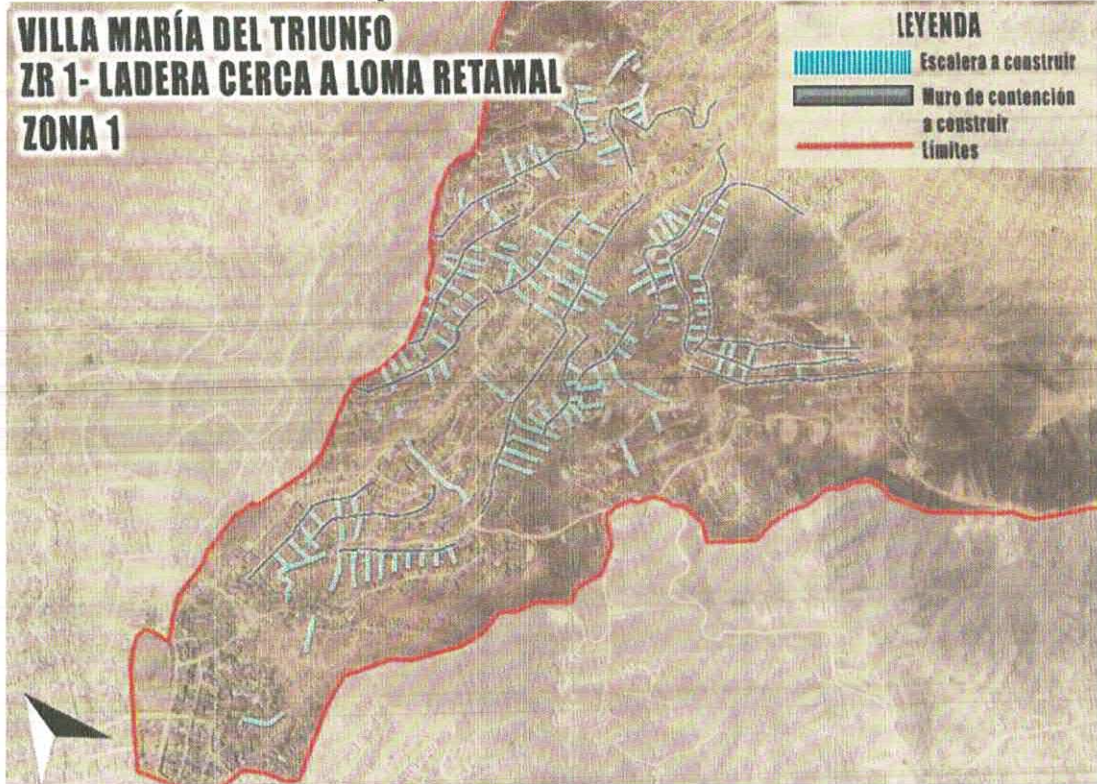 VILLA MARÍA DEL TRIUNFO
ZR 1- LADERA CERCA A LOMA RETAMAL
ZONA 1
LEYENDA
Escalera a construir
Muro de contención
a construir
Límites